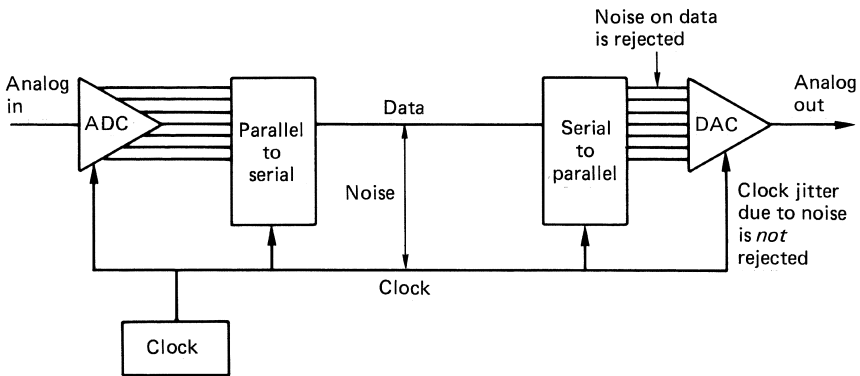 Noise on data
is rejected
Analog
in
ADC
Parallel
to
serial
Data
Noise
Serial
to
parallel
DAC
Analog
out
Clock jitter
due to noise
is not
rejected
Clock
Clock